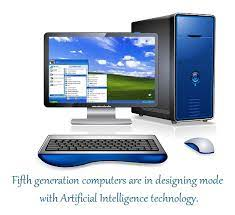 Fifth generation computers are in designing mode
with Artificial Intelligence technology.